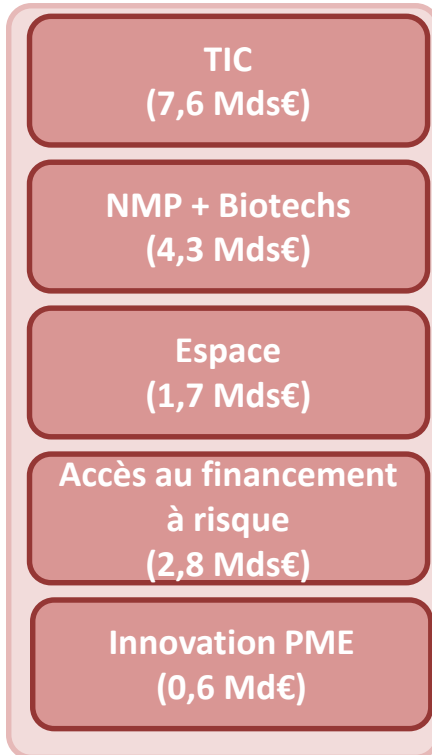 TIC
(7,6 Mds€)
NMP + Biotechs
(4,3 Mds€)
Espace
(1,7 Mds€)
Accès au financement
à risque
(2,8 Mds€)
Innovation PME
(0,6 Md€)